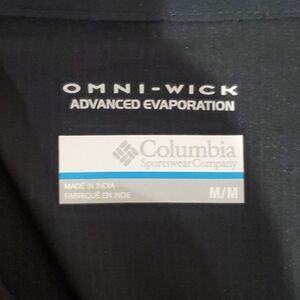 OMNI-WICK
ADVANCED EVAPORATION
Columbia
Sportswear Company
MADE IN INDIA
FABRIQUÉ EN INDE
M/M